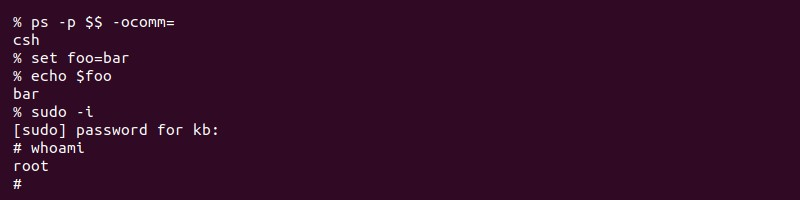 % ps -p $$ -ocomm=
csh
% set foo=bar
% echo $foo
bar
% sudo -i
[sudo] password for kb:
# whoami
root
#